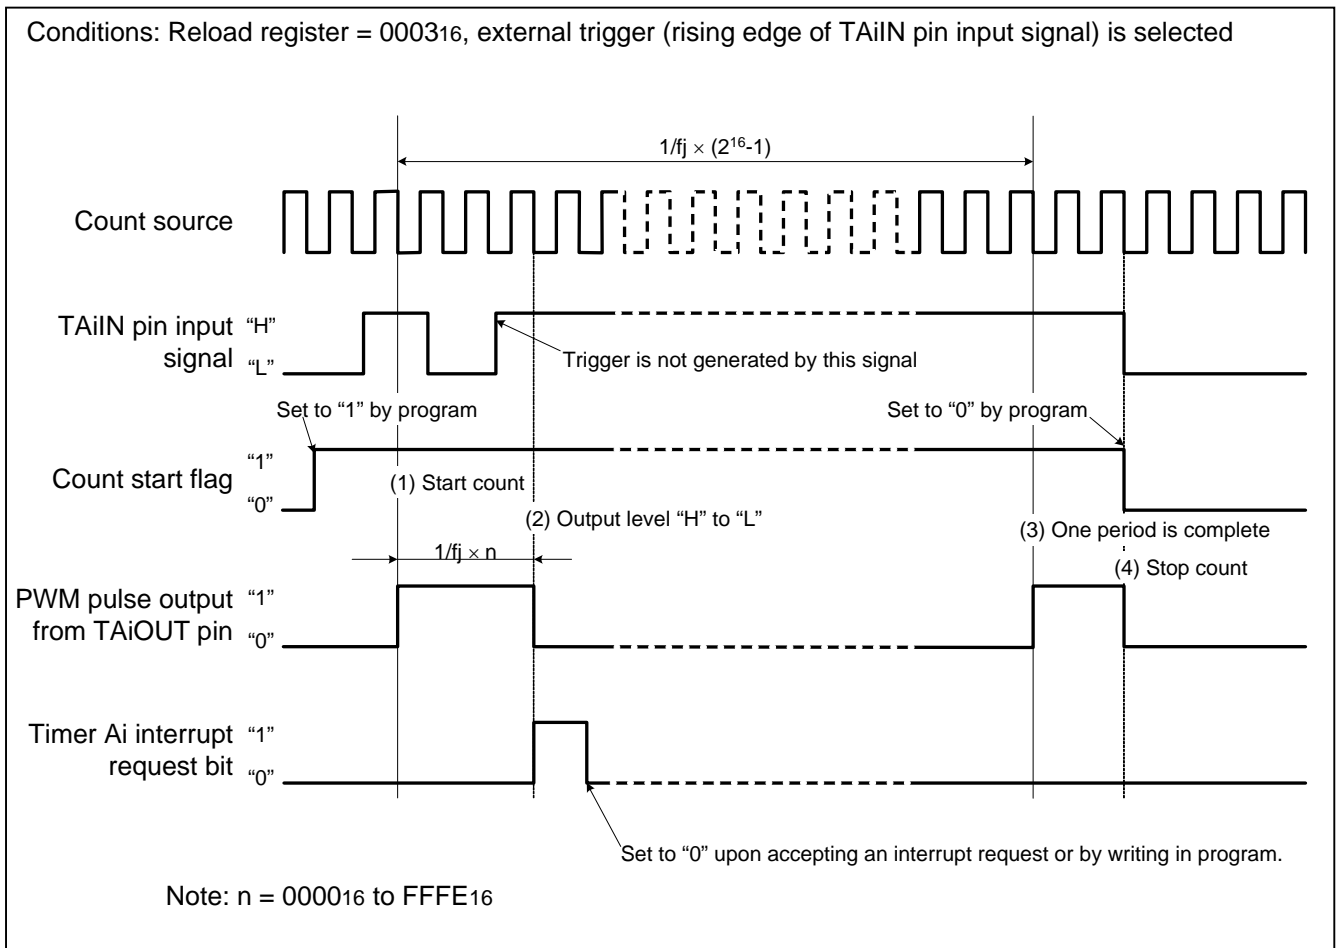 Conditions: Reload register = 000316, external trigger (rising edge of TAiIN pin input signal) is selected
1/fj × (2¹⁶-1)
Count source
TAiIN pin input “H”
signal “L”
Trigger is not generated by this signal
Set to “1” by program
Set to “0” by program
“1”
Count start flag
“0”
(1) Start count
(2) Output level “H” to “L”
(3) One period is complete
1/fj × n
(4) Stop count
PWM pulse output “1”
from TAiOUT pin “0”
Timer Ai interrupt “1”
request bit “0”
Set to “0” upon accepting an interrupt request or by writing in program.
Note: n = 000016 to FFFE16